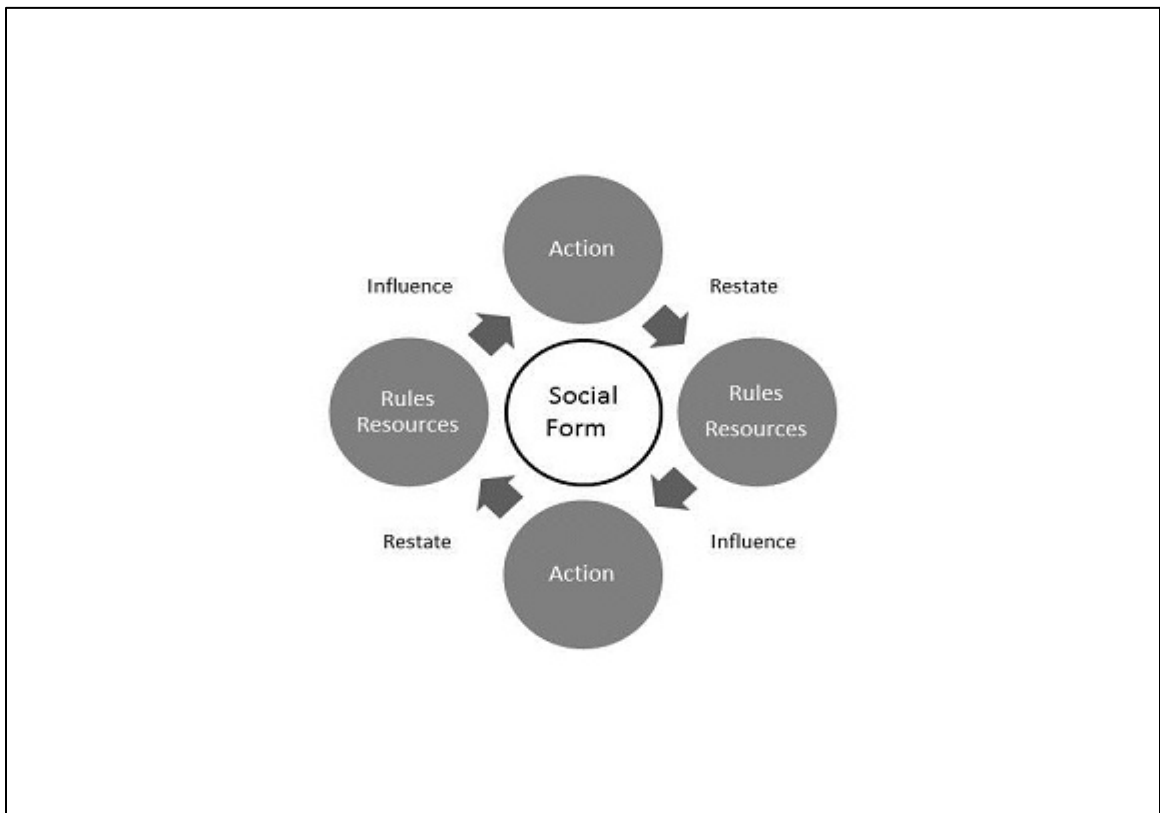 Action
Influence
Restate
Rules
Resources
Social
Form
Rules
Resources
Restate
Influence
Action